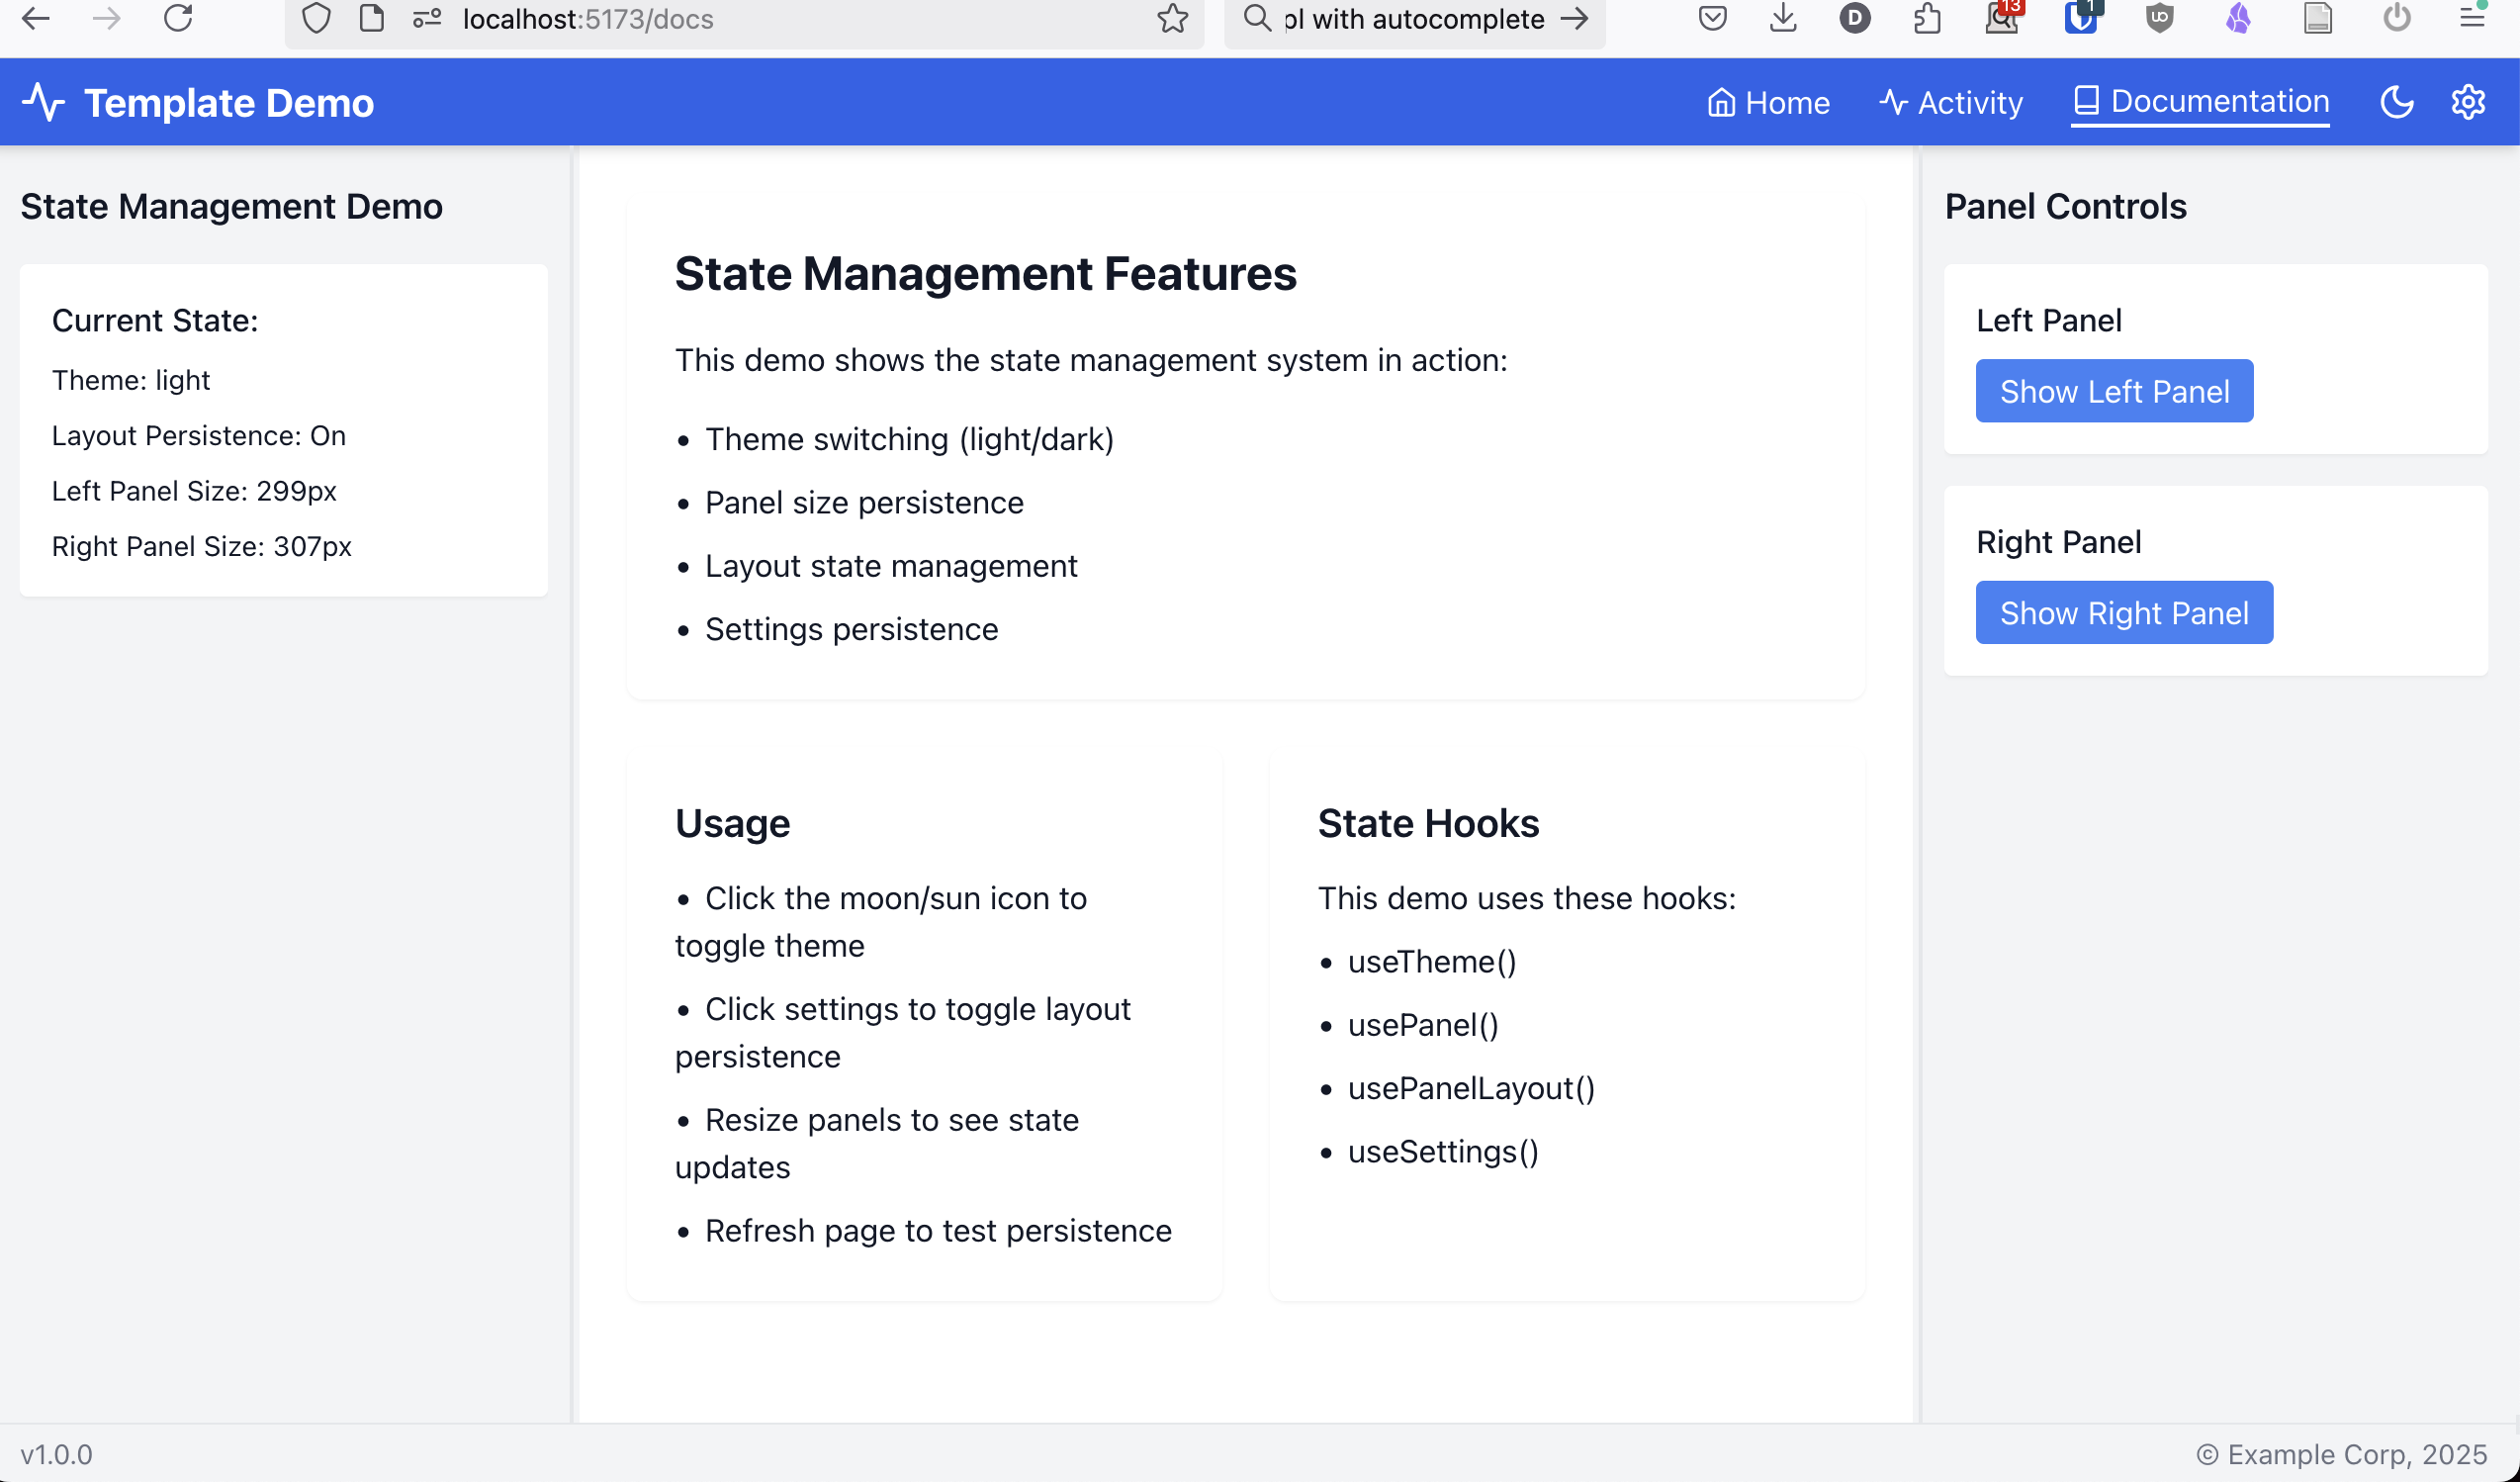 localhost:5173/docs
pl with autocomplete
D
13
1
Template Demo
Home
Activity
Documentation
State Management Demo
Current State:
Theme: light
Layout Persistence: On
Left Panel Size: 299px
Right Panel Size: 307px
State Management Features
This demo shows the state management system in action:
• Theme switching (light/dark)
• Panel size persistence
• Layout state management
• Settings persistence
Usage
• Click the moon/sun icon to
toggle theme
• Click settings to toggle layout
persistence
• Resize panels to see state
updates
• Refresh page to test persistence
State Hooks
This demo uses these hooks:
• useTheme()
• usePanel()
• usePanelLayout()
• useSettings()
Panel Controls
Left Panel
Show Left Panel
Right Panel
Show Right Panel
v1.0.0
© Example Corp, 2025